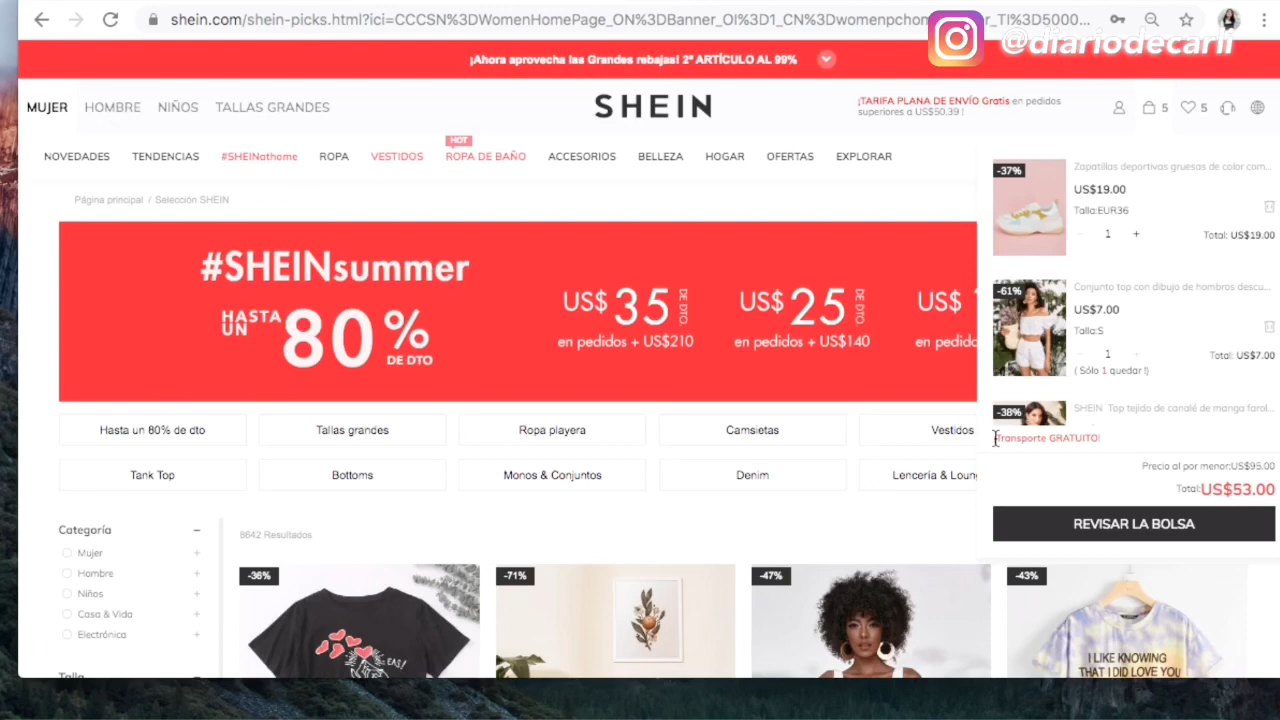 shein.com/shein-picks.html?ici=CCCSN%3DWomenHomePage_ON%3DBanner_OI%3D1_CN%3Dwomenpchom
r_TI%3D5000...
@diariodecarli
¡Ahora aprovecha las Grandes rebajas! 2º ARTÍCULO AL 99%
MUJER HOMBRE NIÑOS TALLAS GRANDES
SHEIN
¡TARIFA PLANA DE ENVÍO Gratis en pedidos
superiores a US$50.39 !
5 5
HOT
NOVEDADES TENDENCIAS #SHEINathome ROPA VESTIDOS ROPA DE BAÑO ACCESORIOS BELLEZA HOGAR OFERTAS EXPLORAR
Página principal / Selección SHEIN
#SHEINsummer
HASTA UN 80% DE DTO
US$ 35 DE DTO.
en pedidos + US$210
US$ 25 DE DTO.
en pedidos + US$140
US$
en pedido
-37%
Zapatillas deportivas gruesas de color com...
US$19.00
Talla:EUR36
- 1 +
Total: US$19.00
-61%
Conjunto top con dibujo de hombros descu...
US$7.00
Talla:S
- 1 +
Total: US$7.00
( Sólo 1 quedar !)
-38%
SHEIN Top tejido de canalé de manga farol...
Transporte GRATUITO!
Precio al por menor:US$95.00
Total:US$53.00
REVISAR LA BOLSA
Hasta un 80% de dto Tallas grandes Ropa playera Camisetas Vestidos
Tank Top Bottoms Monos & Conjuntos Denim Lencería & Loun
Categoría −
Mujer +
Hombre +
Niños +
Casa & Vida +
Electrónica +
Talla
8642 Resultados
-36%
-71%
-47%
-43%
EAS!
I LIKE KNOWING
THAT I DID LOVE YOU